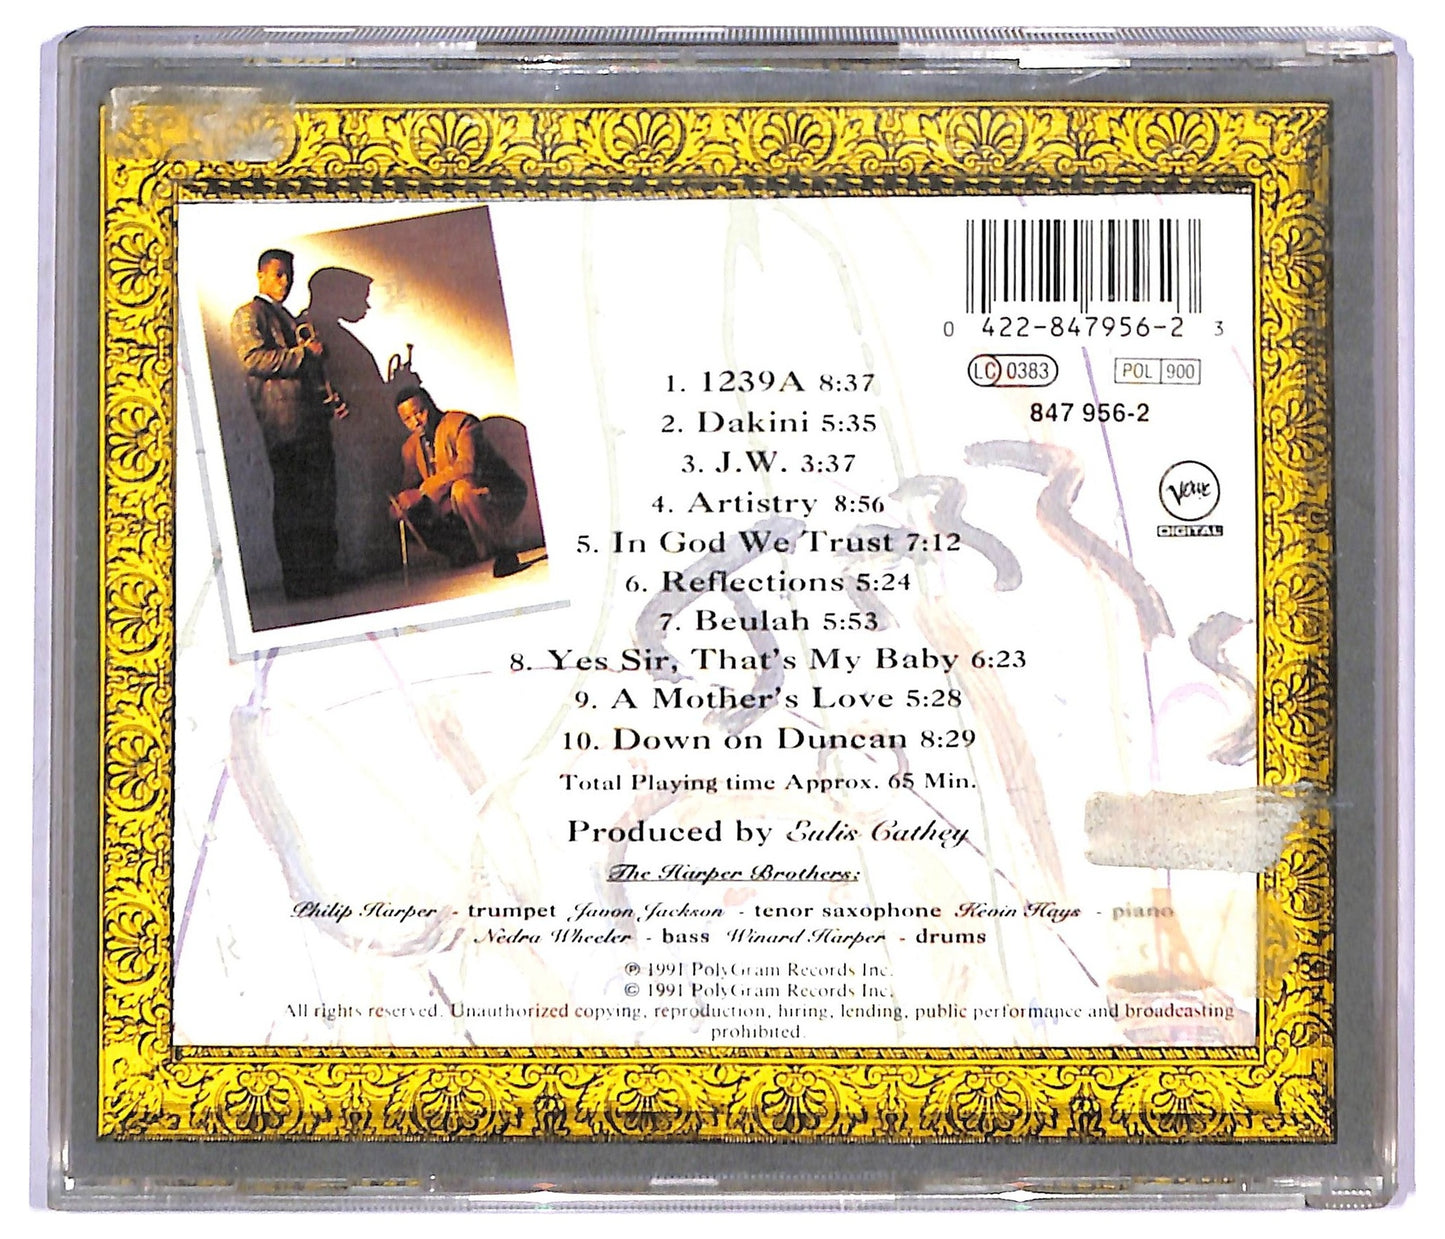 0 422-847956-2 3
LC 0383
POL 900
847 956-2
Verve
DIGITAL
1. 1239A 8:37
2. Dakini 5:35
3. J.W. 3:37
4. Artistry 8:56
5. In God We Trust 7:12
6. Reflections 5:24
7. Beulah 5:53
8. Yes Sir, That's My Baby 6:23
9. A Mother's Love 5:28
10. Down on Duncan 8:29
Total Playing time Approx. 65 Min.
Produced by Eulis Cathey
The Harper Brothers:
Philip Harper - trumpet Javon Jackson - tenor saxophone Kevin Hays - piano
Nedra Wheeler - bass Winard Harper - drums
℗ 1991 PolyGram Records Inc.
© 1991 PolyGram Records Inc.
All rights reserved. Unauthorized copying, reproduction, hiring, lending, public performance and broadcasting
prohibited.